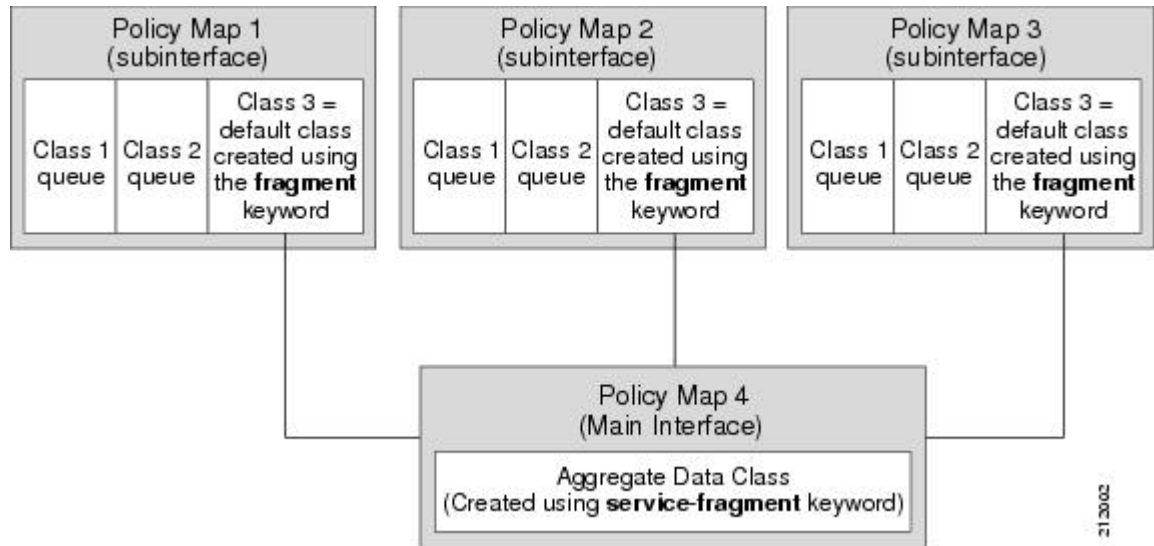 Policy Map 1
(subinterface)
Class 1
queue
Class 2
queue
Class 3 =
default class
created using
the fragment
keyword
Policy Map 2
(subinterface)
Class 1
queue
Class 2
queue
Class 3 =
default class
created using
the fragment
keyword
Policy Map 3
(subinterface)
Class 1
queue
Class 2
queue
Class 3 =
default class
created using
the fragment
keyword
Policy Map 4
(Main Interface)
Aggregate Data Class
(Created using service-fragment keyword)
212002